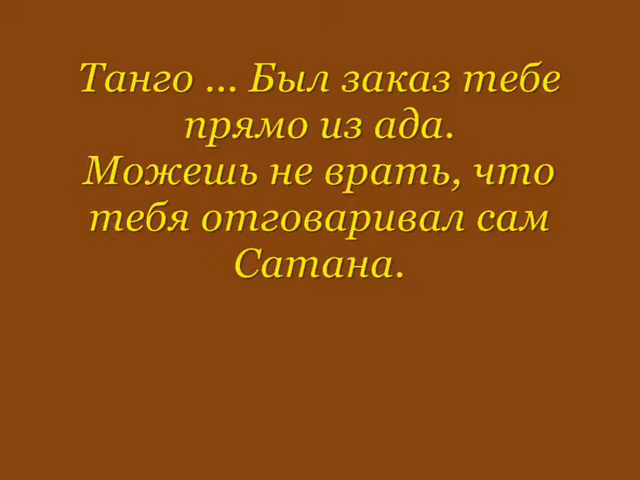 Танго ... Был заказ тебе
прямо из ада.
Можешь не врать, что
тебя отговаривал сам
Сатана.